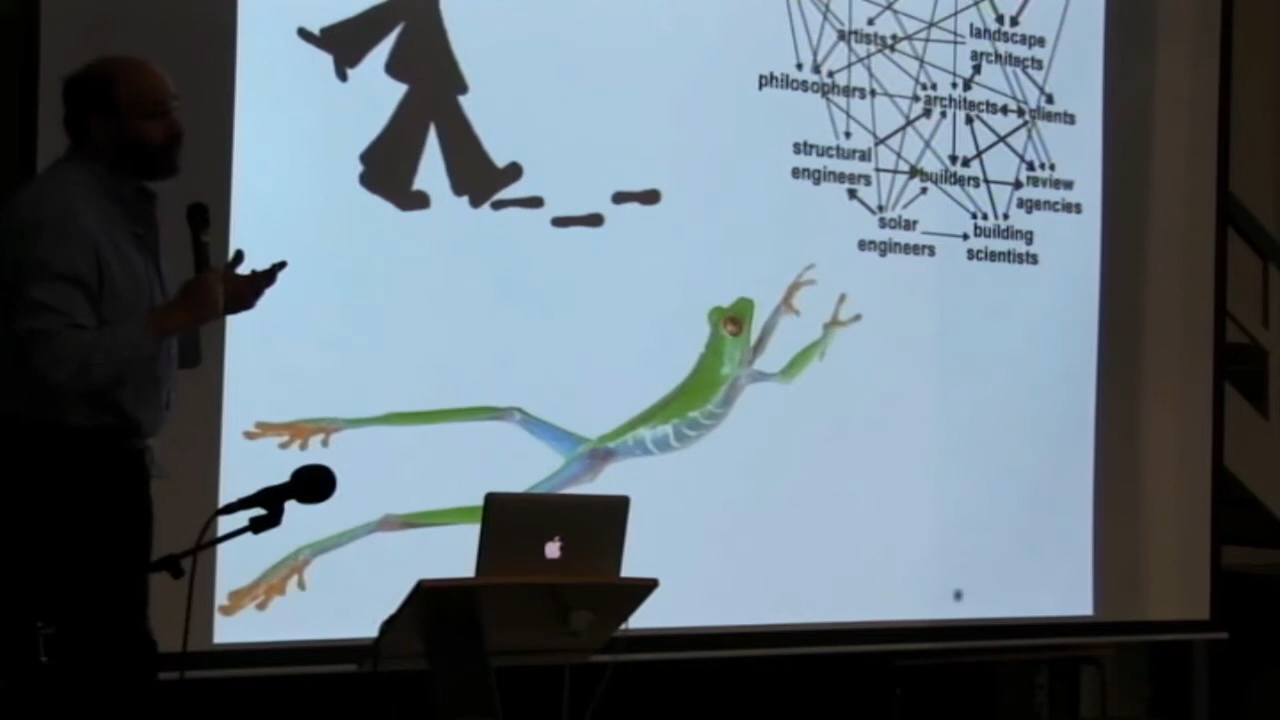 artists
landscape
architects
philosophers
architects
clients
structural
engineers
builders
review
agencies
solar
engineers
building
scientists